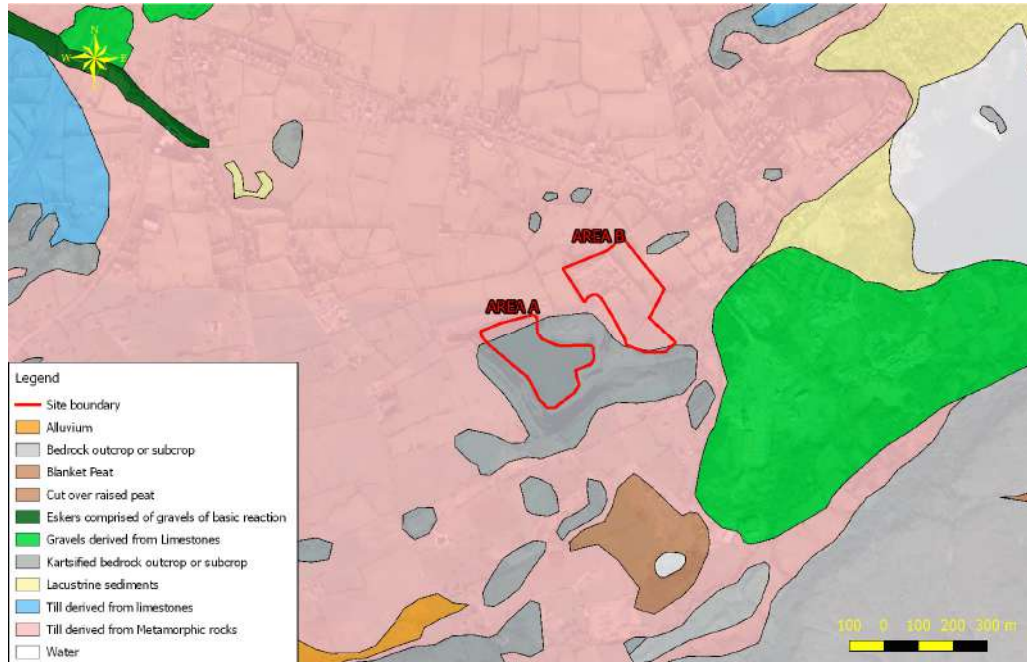 N
W E
AREA B
AREA A
Legend
Site boundary
Alluvium
Bedrock outcrop or subcrop
Blanket Peat
Cut over raised peat
Eskers comprised of gravels of basic reaction
Gravels derived from Limestones
Kartsified bedrock outcrop or subcrop
Lacustrine sediments
Till derived from limestones
Till derived from Metamorphic rocks
Water
100 0 100 200 300 m